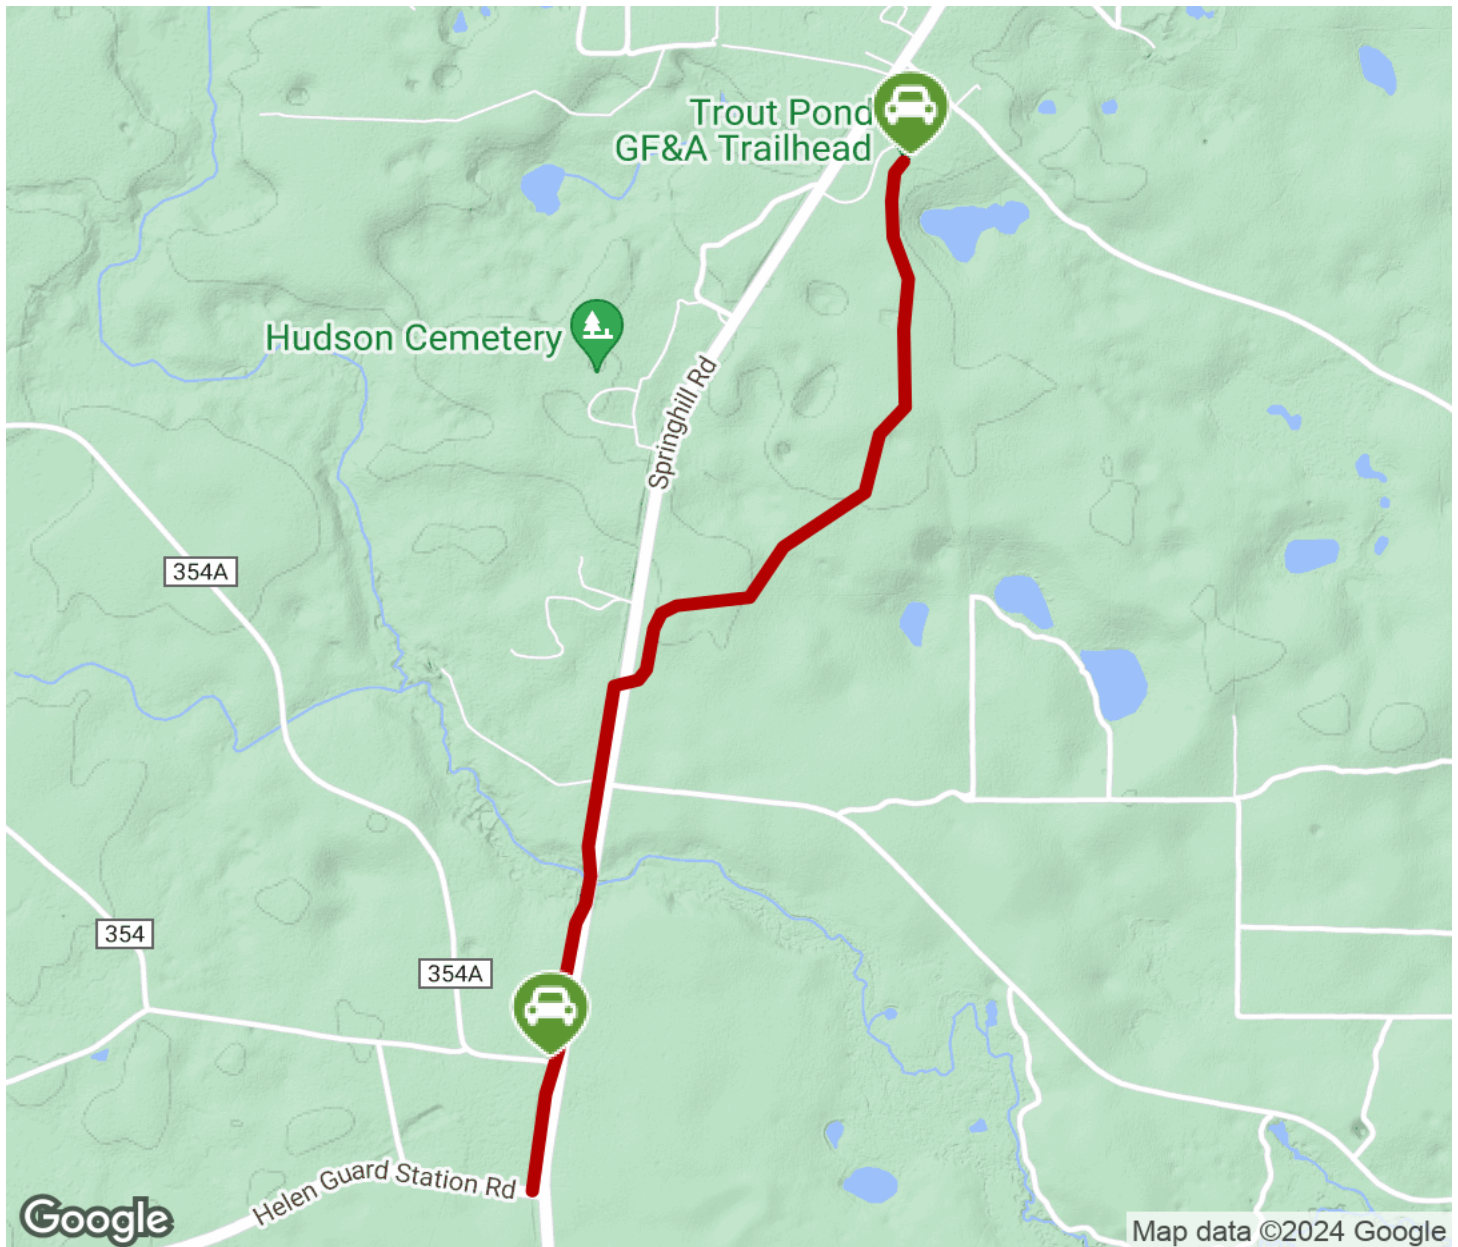 Trout Pond
GF&A Trailhead
Hudson Cemetery
Springhill Rd
354A
354
354A
Helen Guard Station Rd
Google
Map data ©2024 Google